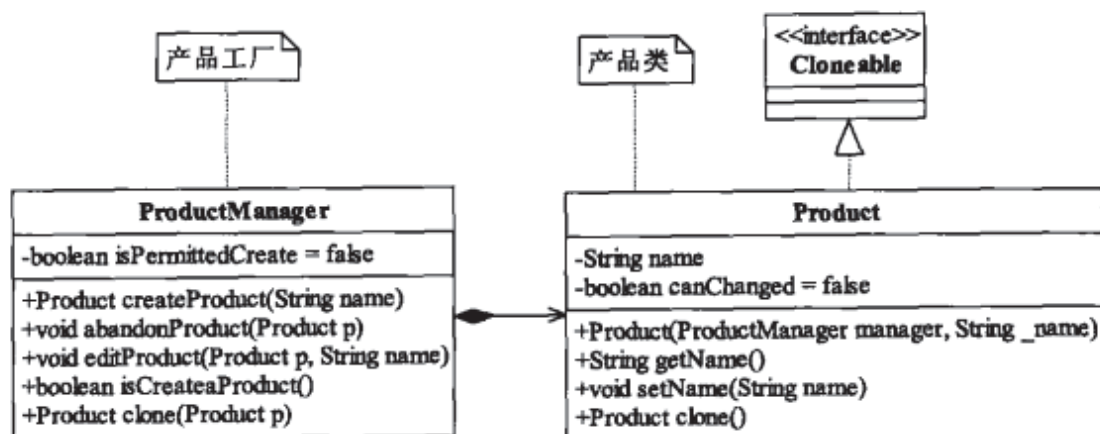 产品工厂
产品类
<<interface>>
Cloneable
ProductManager
-boolean isPermittedCreate = false
+Product createProduct(String name)
+void abandonProduct(Product p)
+void editProduct(Product p, String name)
+boolean isCreateaProduct()
+Product clone(Product p)
Product
-String name
-boolean canChanged = false
+Product(ProductManager manager, String _name)
+String getName()
+void setName(String name)
+Product clone()